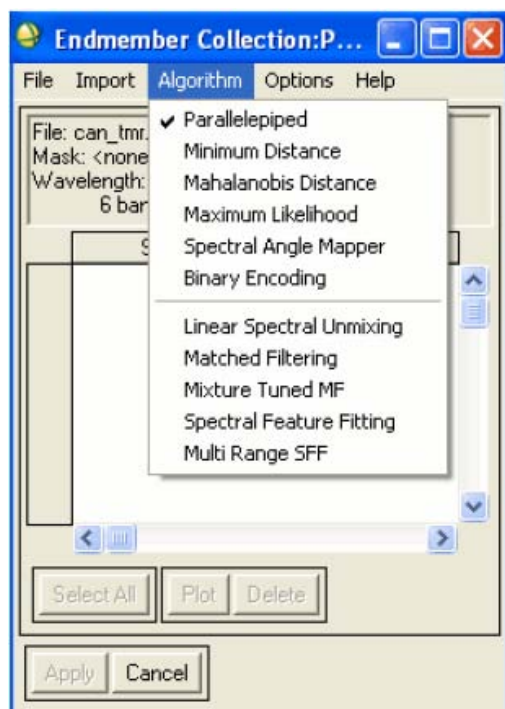 Endmember Collection:P...
File Import Algorithm Options Help
File: can_tmr.
Mask: <none
Wavelength:
6 ban
S
Parallelepiped
Minimum Distance
Mahalanobis Distance
Maximum Likelihood
Spectral Angle Mapper
Binary Encoding
Linear Spectral Unmixing
Matched Filtering
Mixture Tuned MF
Spectral Feature Fitting
Multi Range SFF
Select All Plot Delete
Apply Cancel